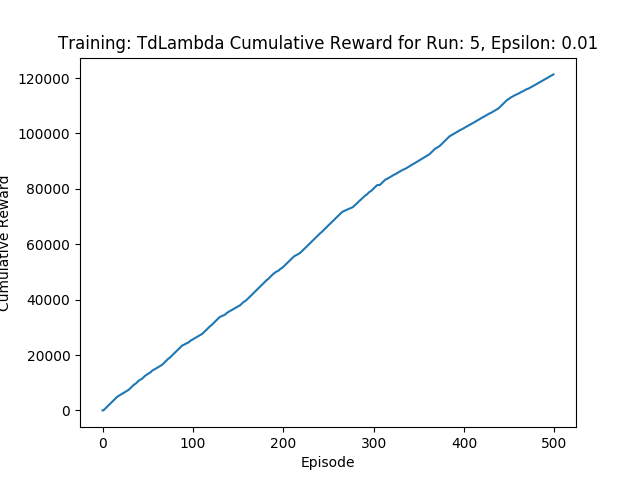 Training: TdLambda Cumulative Reward for Run: 5, Epsilon: 0.01
120000
100000
80000
60000
40000
20000
0
Cumulative Reward
0 100 200 300 400 500
Episode